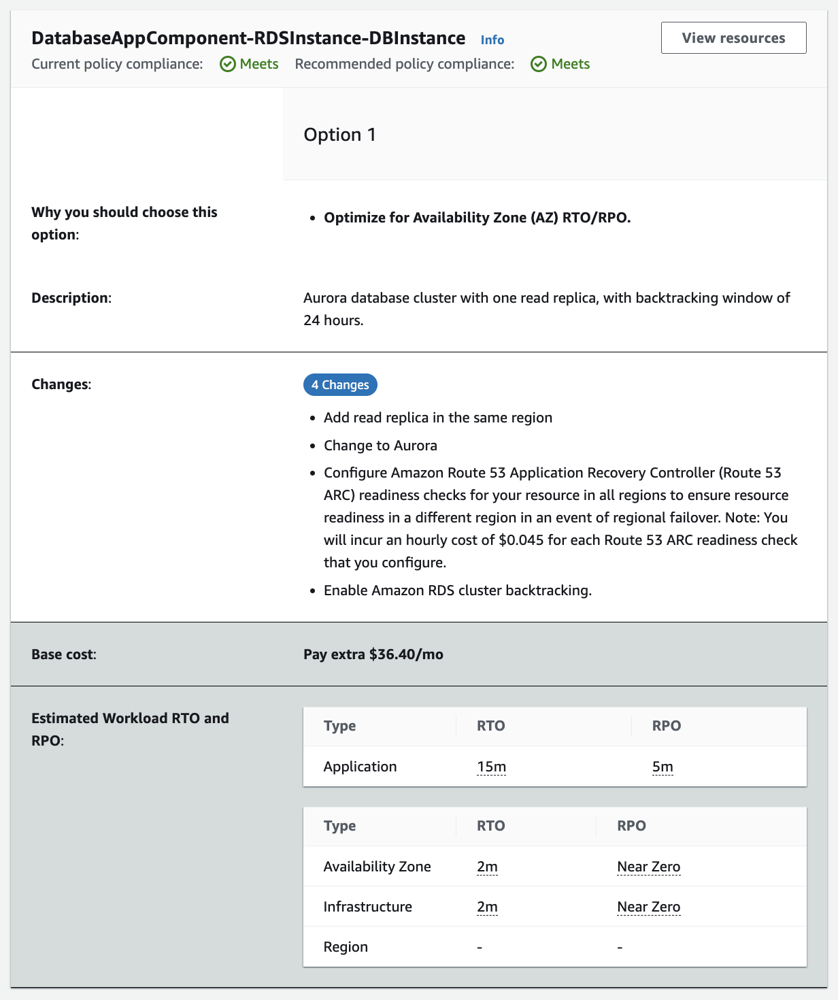 DatabaseAppComponent-RDSInstance-DBInstance Info
View resources
Current policy compliance: Meets Recommended policy compliance: Meets
Option 1
Why you should choose this
option:
• Optimize for Availability Zone (AZ) RTO/RPO.
Description:
Aurora database cluster with one read replica, with backtracking window of
24 hours.
Changes:
4 Changes
• Add read replica in the same region
• Change to Aurora
• Configure Amazon Route 53 Application Recovery Controller (Route 53
ARC) readiness checks for your resource in all regions to ensure resource
readiness in a different region in an event of regional failover. Note: You
will incur an hourly cost of $0.045 for each Route 53 ARC readiness check
that you configure.
• Enable Amazon RDS cluster backtracking.
Base cost:
Pay extra $36.40/mo
Estimated Workload RTO and
RPO:
Type RTO RPO
Application 15m 5m
Type RTO RPO
Availability Zone 2m Near Zero
Infrastructure 2m Near Zero
Region - -